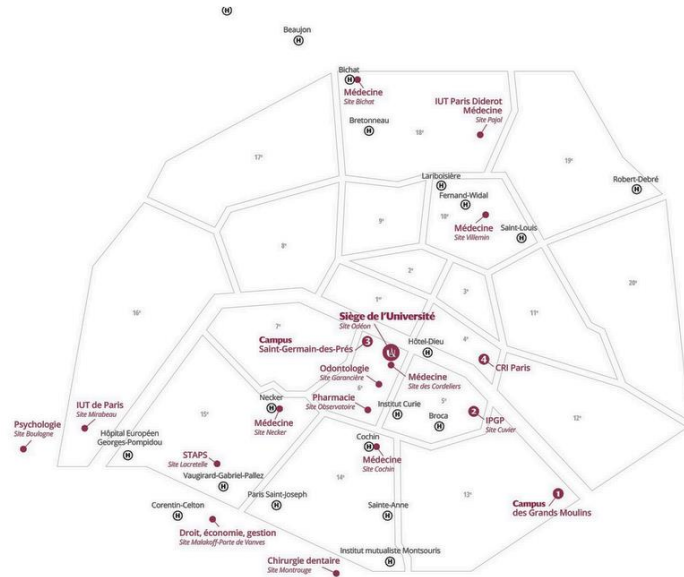 Beaujon
Bichat
Médecine
Site Bichat
IUT Paris Diderot
Médecine
Site Pajol
Bretonneau
18e
17e
19e
Lariboisière
Robert-Debré
Fernand-Widal
10e
9e
Médecine
Site Villemin
Saint-Louis
8e
2e
3e
20e
16e
1er
11e
Siège de l'Université
Site Odéon
7e
Campus
Saint-Germain-des-Prés
3
Hôtel-Dieu
4e
4
CRI Paris
Odontologie
Site Garancière
Médecine
Site des Cordeliers
6e
5e
Pharmacie
Site Observatoire
Institut Curie
Necker
Médecine
Site Necker
Broca
2
IPGP
Site Cuvier
12e
15e
IUT de Paris
Site Mirabeau
Psychologie
Site Boulogne
Hôpital Européen
Georges-Pompidou
Cochin
Médecine
Site Cochin
STAPS
Site Lacretelle
Vaugirard-Gabriel-Pallez
14e
13e
1
Campus
des Grands Moulins
Corentin-Celton
Paris Saint-Joseph
Sainte-Anne
Droit, économie, gestion
Site Malakoff-Porte de Vanves
Institut mutualiste Montsouris
Chirurgie dentaire
Site Montrouge